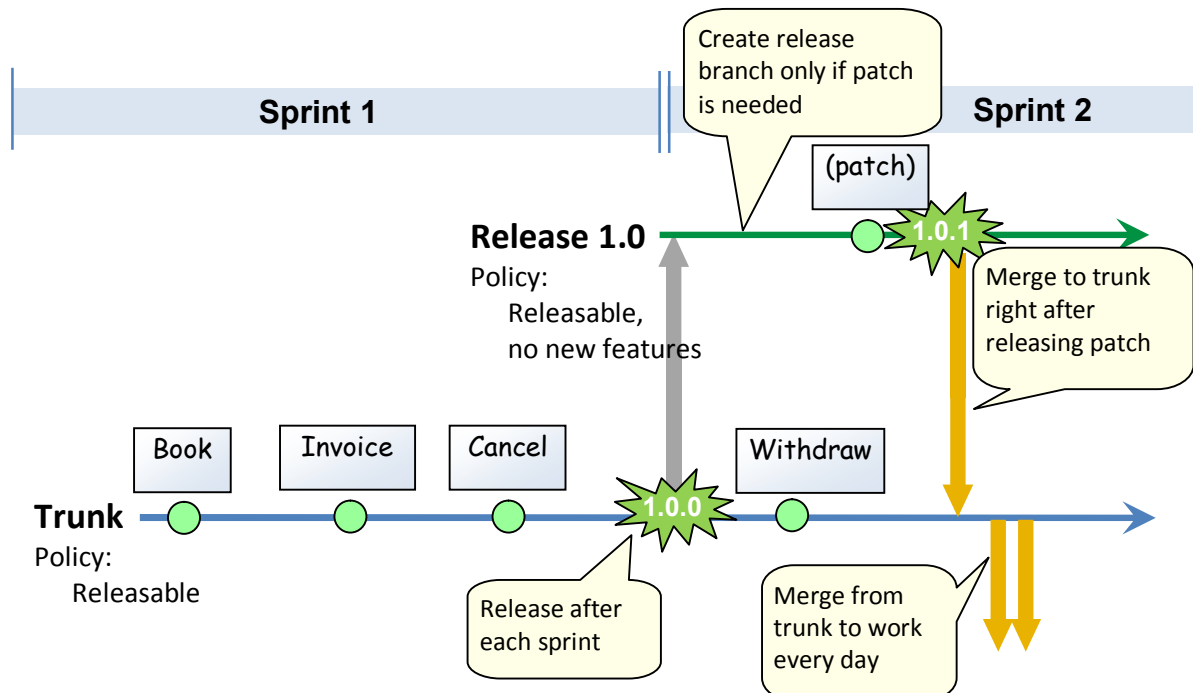 Create release
branch only if patch
is needed
Sprint 1
Sprint 2
(patch)
Release 1.0
1.0.1
Policy:
Releasable,
no new features
Merge to trunk
right after
releasing patch
Book
Invoice
Cancel
Withdraw
Trunk
1.0.0
Policy:
Releasable
Release after
each sprint
Merge from
trunk to work
every day